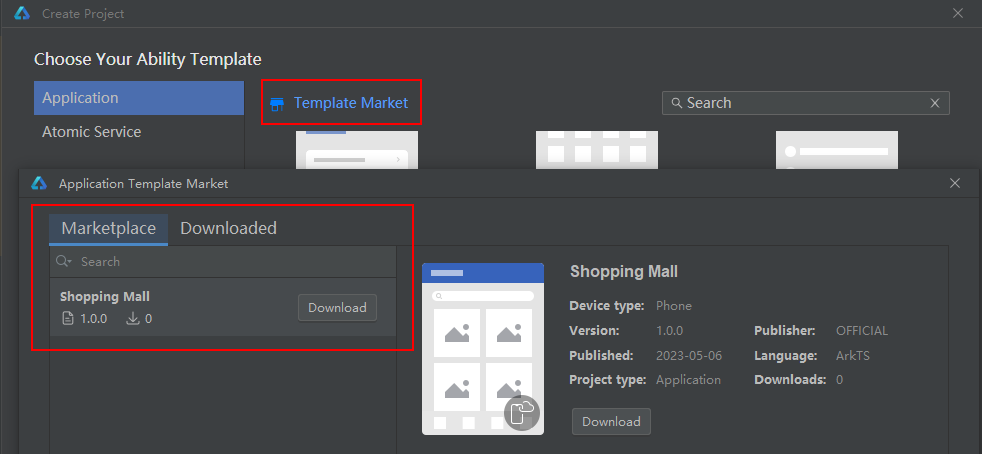 Create Project
Choose Your Ability Template
Application
Template Market
Search
Atomic Service
Application Template Market
Marketplace
Downloaded
Search
Shopping Mall
1.0.0
0
Download
Shopping Mall
Device type: Phone
Version: 1.0.0 Publisher: OFFICIAL
Published: 2023-05-06 Language: ArkTS
Project type: Application Downloads: 0
Download